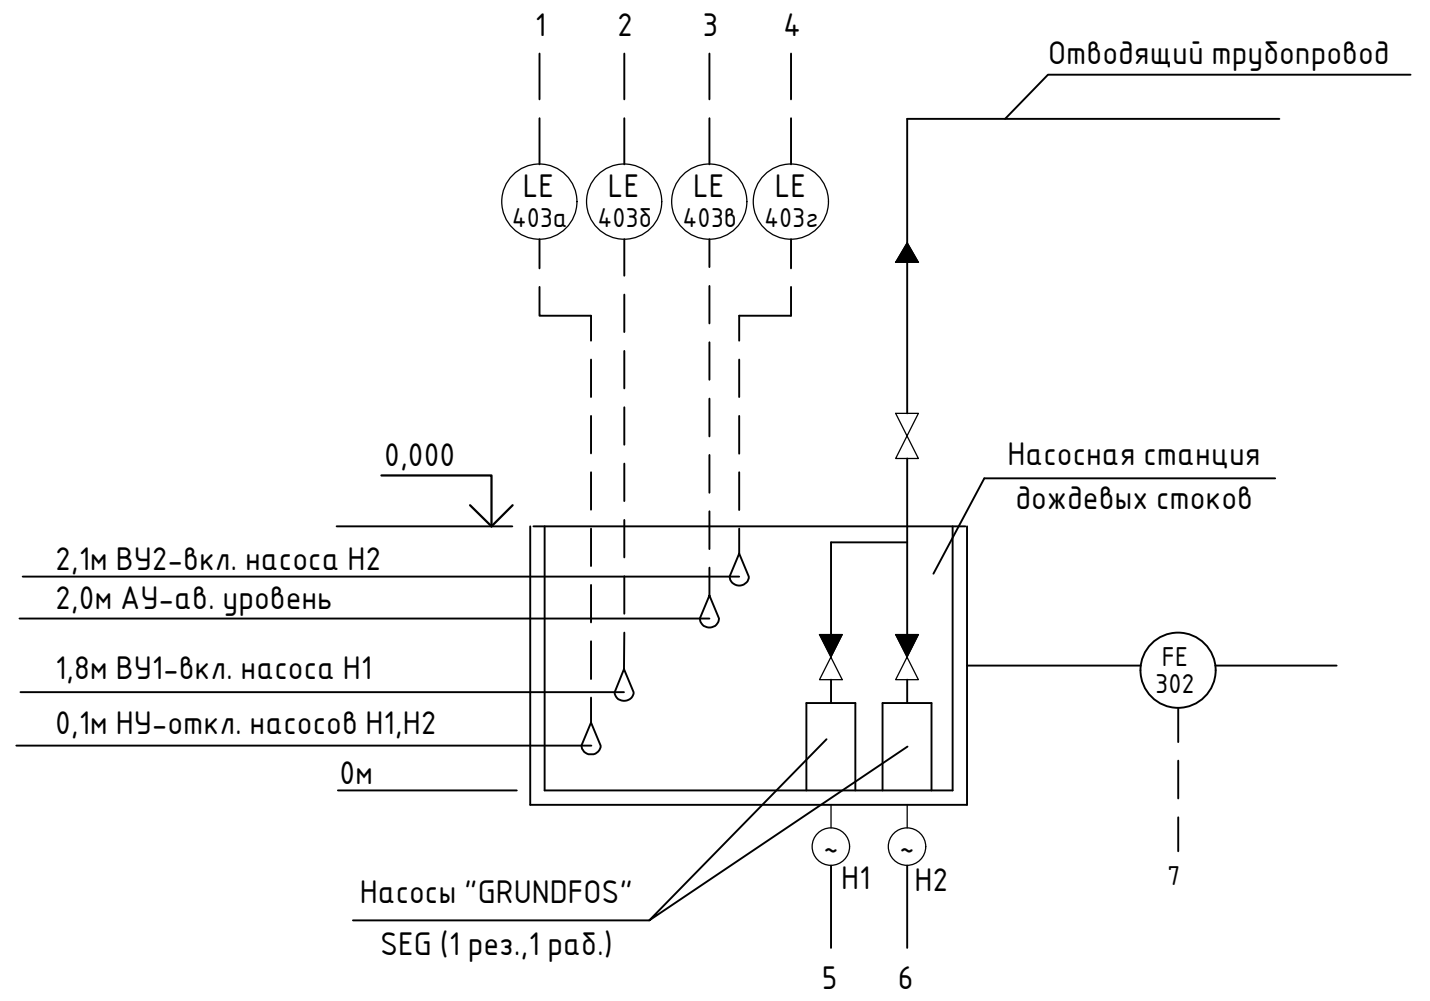 1 2 3 4
Отводящий трубопровод
LE LE LE LE
403а 403б 403в 403г
0,000
Насосная станция
дождевых стоков
2,1м ВУ2-вкл. насоса Н2
2,0м АУ-ав. уровень
1,8м ВУ1-вкл. насоса Н1
FE
302
0,1м НУ-откл. насосов Н1,Н2
0м
~ ~
Н1 Н2
7
Насосы "GRUNDFOS"
SEG (1 рез.,1 раб.)
5 6